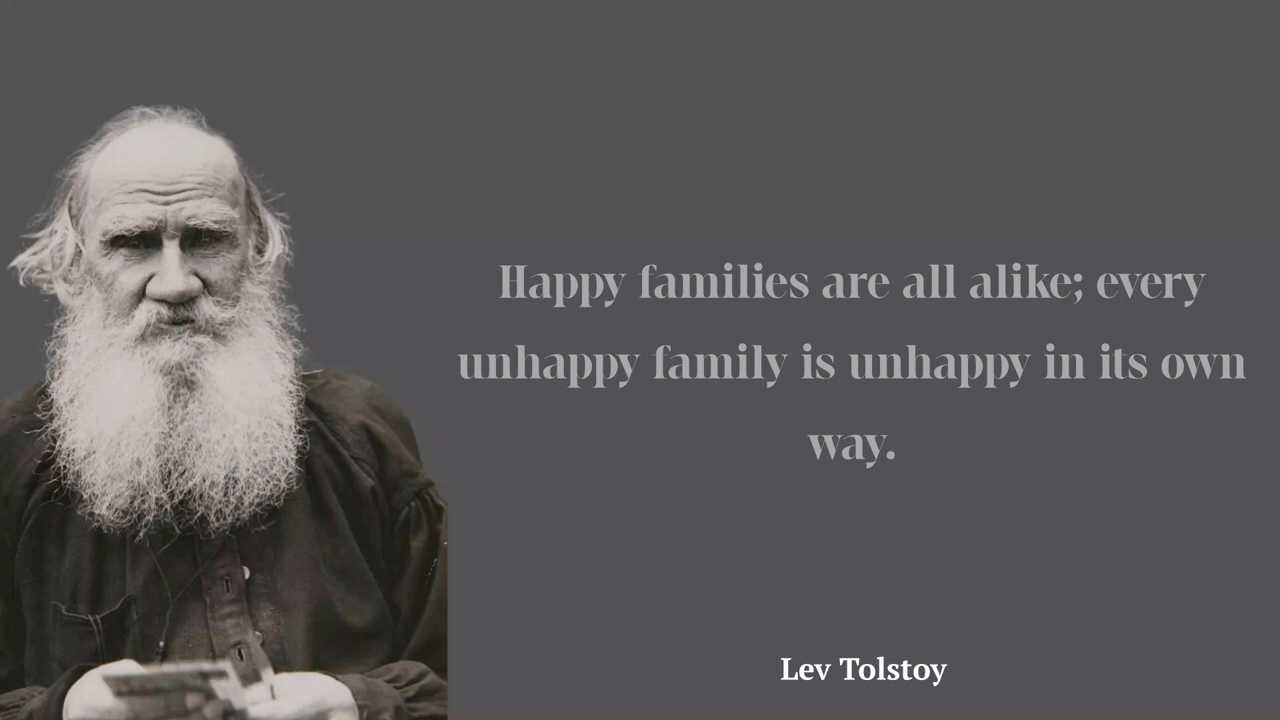 Happy families are all alike; every
unhappy family is unhappy in its own
way.
Lev Tolstoy